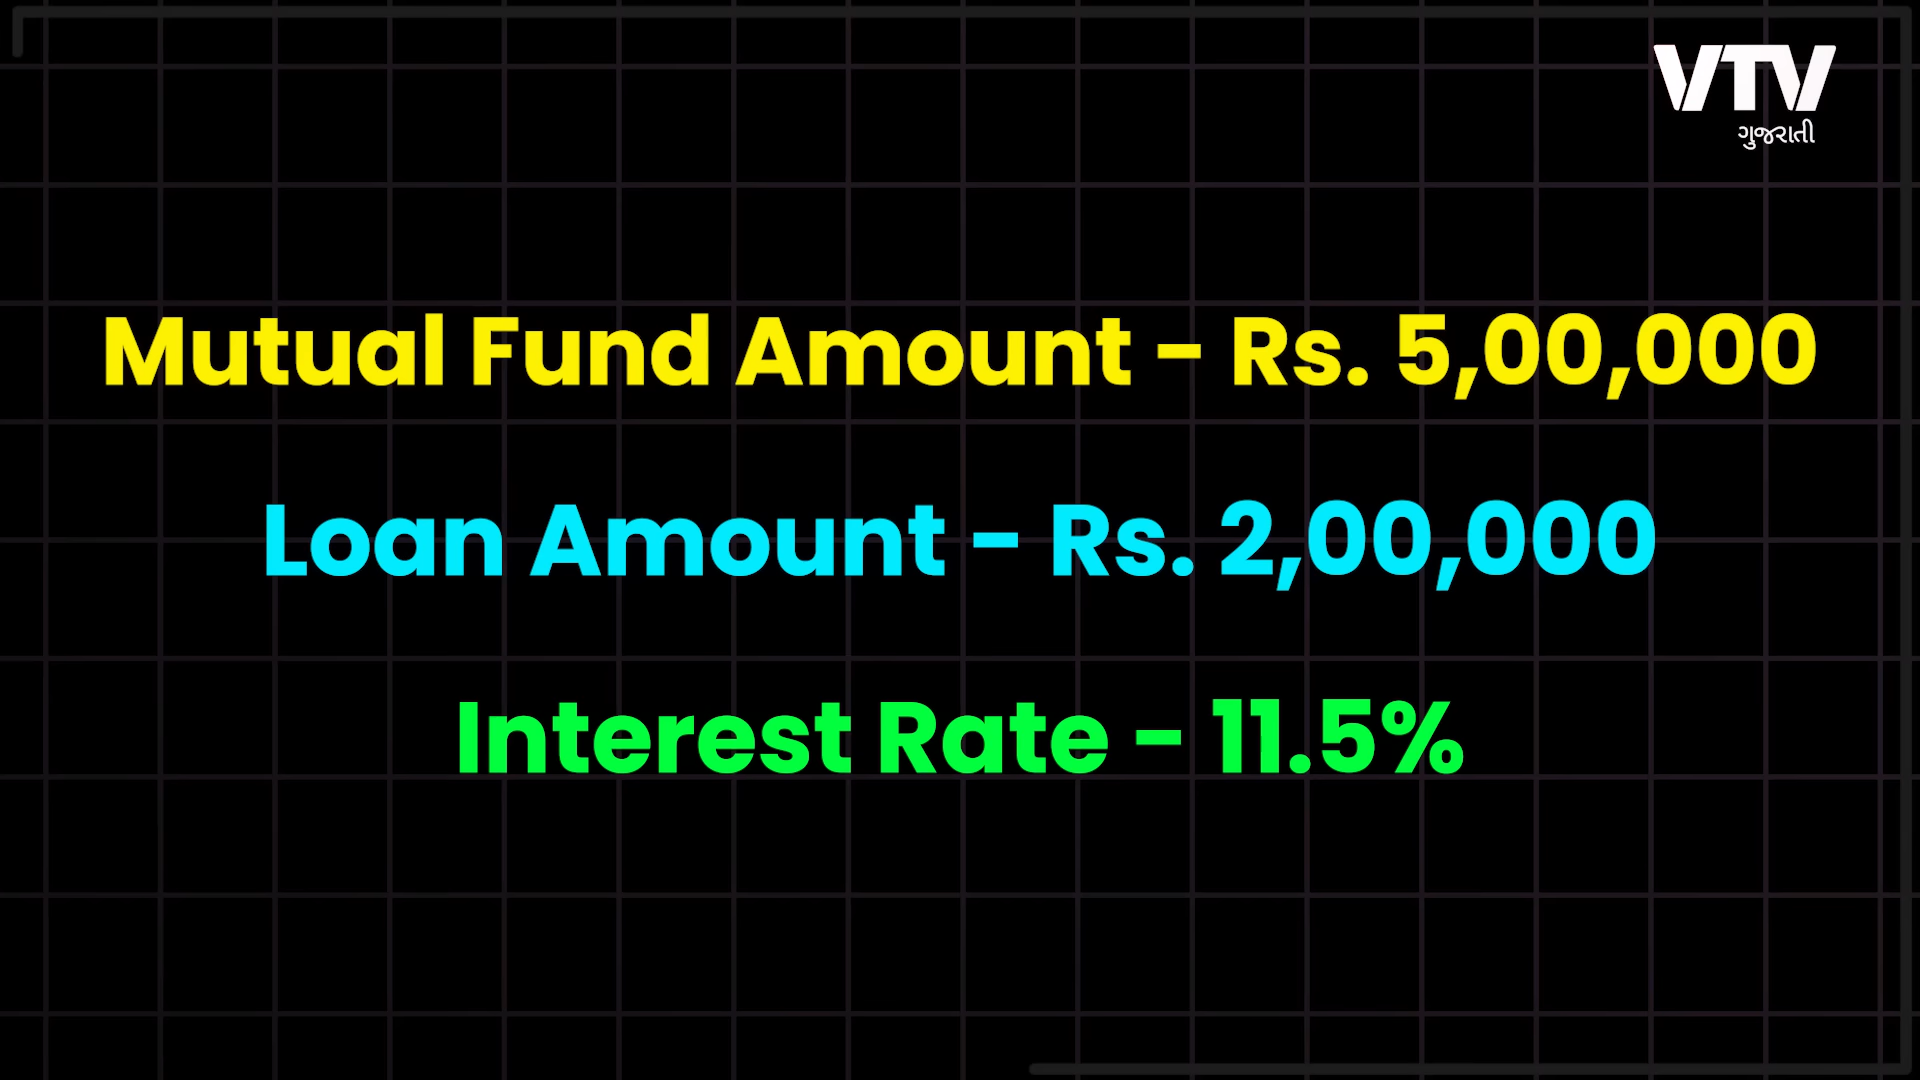 VTV
ગુજરાતી
Mutual Fund Amount - Rs. 5,00,000
Loan Amount - Rs. 2,00,000
Interest Rate - 11.5%